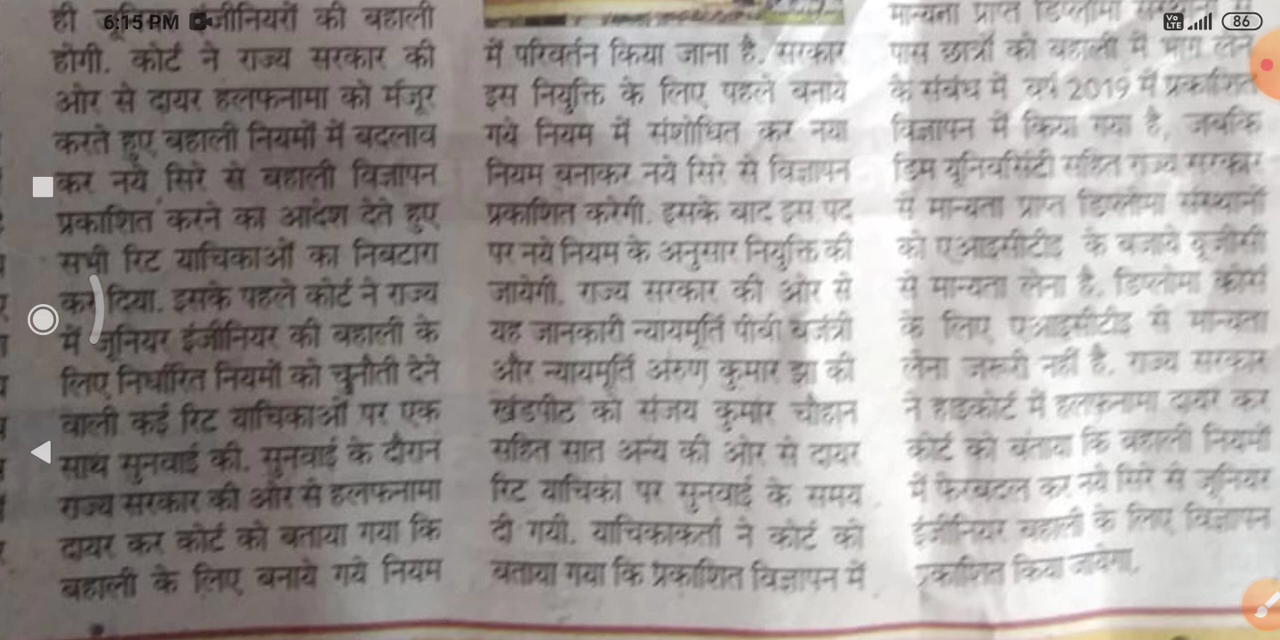 6:15 PM
Vo LTE
86
ही जूनियर इंजीनियरों की बहाली
होगी. कोर्ट ने राज्य सरकार की
ओर से दायर हलफनामा को मंजूर
करते हुए बहाली नियमों में बदलाव
कर नये सिरे से बहाली विज्ञापन
प्रकाशित करने का आदेश देते हुए
सभी रिट याचिकाओं का निबटारा
कर दिया. इसके पहले कोर्ट ने राज्य
में जूनियर इंजीनियर की बहाली के
लिए निर्धारित नियमों को चुनौती देने
वाली कई रिट याचिकाओं पर एक
साथ सुनवाई की. सुनवाई के दौरान
राज्य सरकार की ओर से हलफनामा
दायर कर कोर्ट को बताया गया कि
बहाली के लिए बनाये गये नियम
में परिवर्तन किया जाना है. सरकार
इस नियुक्ति के लिए पहले बनाये
गये नियम में संशोधित कर नया
नियम बनाकर नये सिरे से विज्ञापन
प्रकाशित करेगी. इसके बाद इस पद
पर नये नियम के अनुसार नियुक्ति की
जायेगी. राज्य सरकार की ओर से
यह जानकारी न्यायमूर्ति पीबी बजंत्री
और न्यायमूर्ति अरुण कुमार झा की
खंडपीठ को संजय कुमार चौहान
सहित सात अन्य की ओर से दायर
रिट याचिका पर सुनवाई के समय
दी गयी. याचिकाकर्ता ने कोर्ट को
बताया गया कि प्रकाशित विज्ञापन में
मान्यता प्राप्त डिप्लोमा संस्थान से
पास छात्रों को बहाली में भाग लेने
के संबंध में वर्ष 2019 में प्रकाशित
विज्ञापन में किया गया है, जबकि
डिम यूनिवर्सिटी सहित राज्य सरकार
से मान्यता प्राप्त डिप्लोमा संस्थानों
को एआइसीटीई के बजाये यूजीसी
से मान्यता लेना है. डिप्लोमा कोर्स
के लिए एआइसीटीई से मान्यता
लेना जरूरी नहीं है. राज्य सरकार
ने हाइकोर्ट में हलफनामा दायर कर
कोर्ट को बताया कि बहाली नियमों
में फेरबदल कर नये सिरे से जूनियर
इंजीनियर बहाली के लिए विज्ञापन
प्रकाशित किया जायेगा.